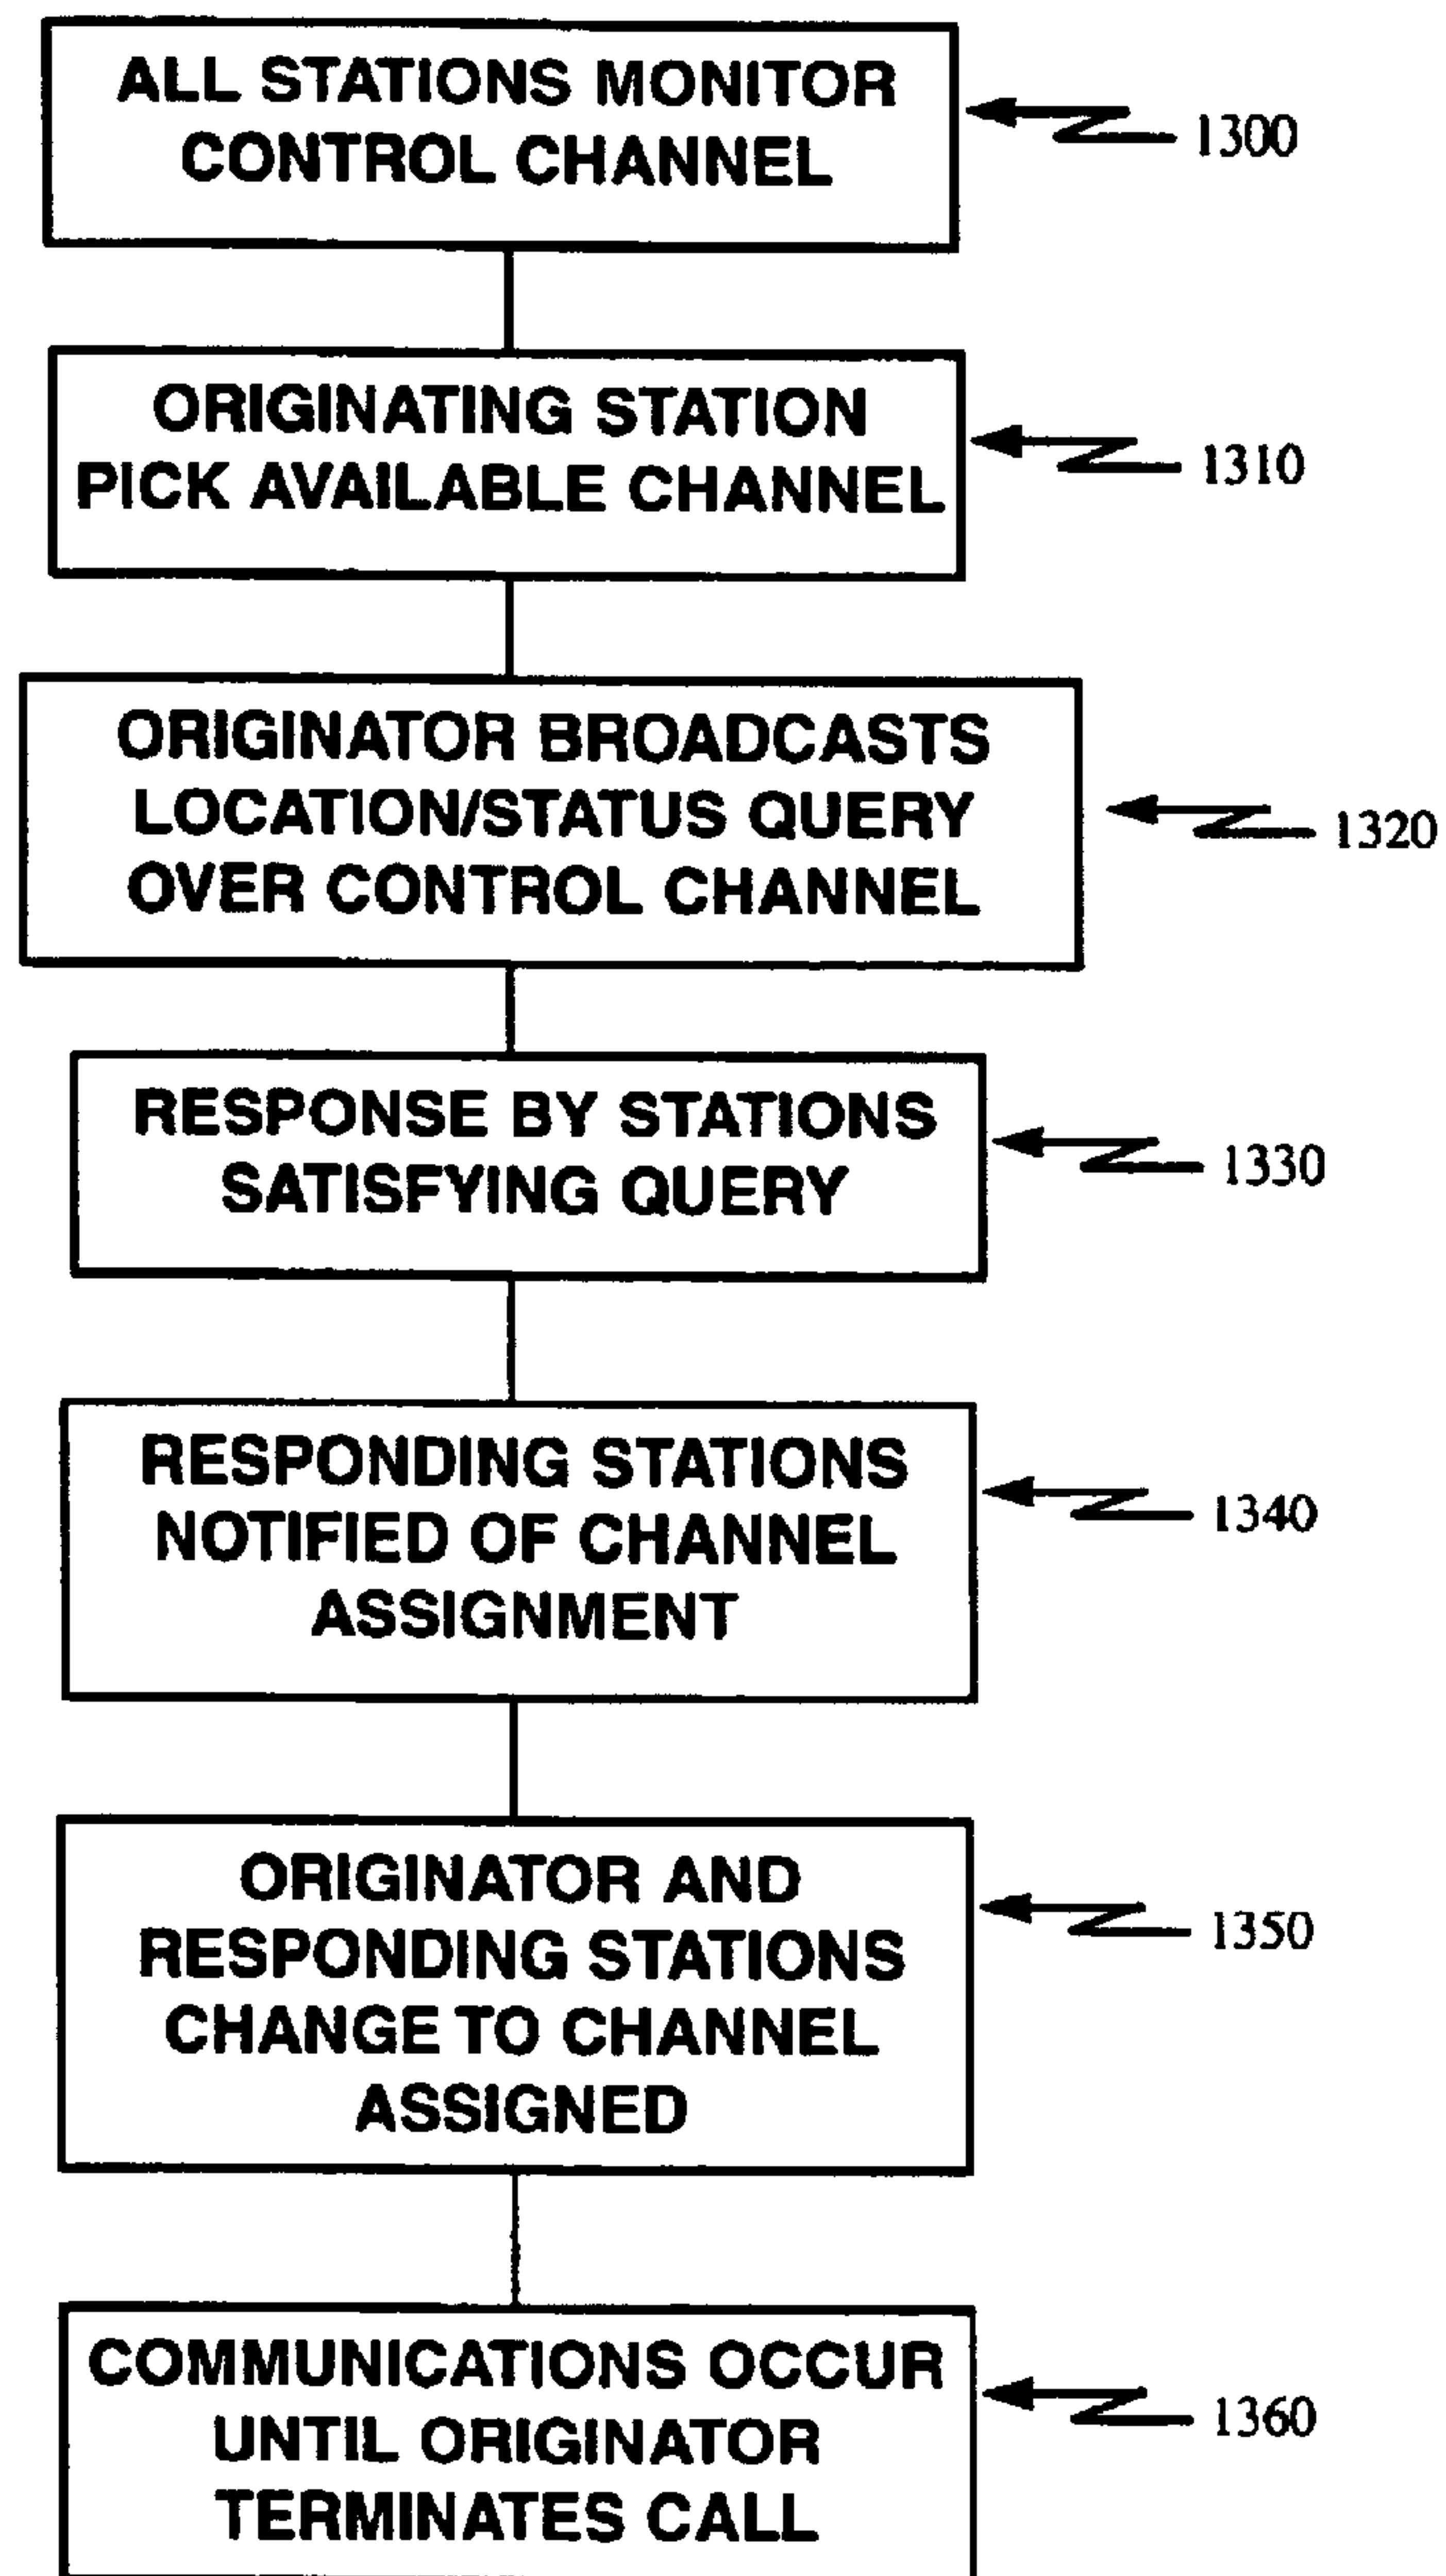 ALL STATIONS MONITOR
CONTROL CHANNEL
1300
ORIGINATING STATION
PICK AVAILABLE CHANNEL
1310
ORIGINATOR BROADCASTS
LOCATION/STATUS QUERY
OVER CONTROL CHANNEL
1320
RESPONSE BY STATIONS
SATISFYING QUERY
1330
RESPONDING STATIONS
NOTIFIED OF CHANNEL
ASSIGNMENT
1340
ORIGINATOR AND
RESPONDING STATIONS
CHANGE TO CHANNEL
ASSIGNED
1350
COMMUNICATIONS OCCUR
UNTIL ORIGINATOR
TERMINATES CALL
1360